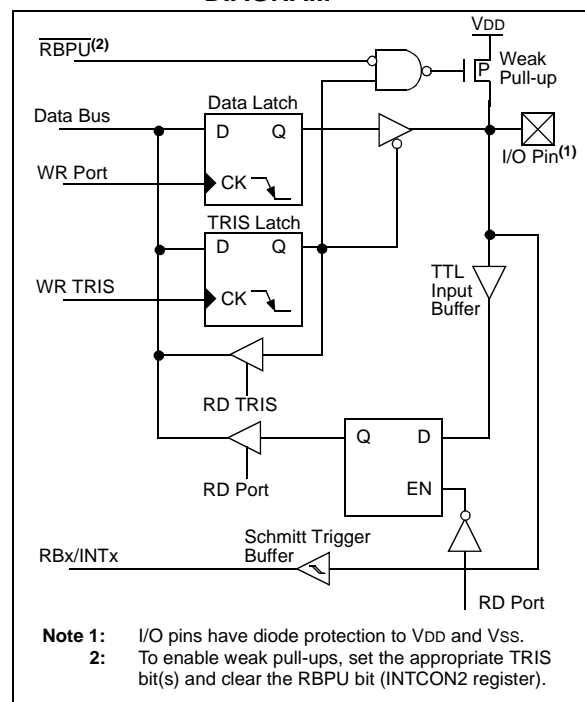 DIAGRAM
VDD
RBPU(2)
Weak
Pull-up
P
Data Latch
Data Bus
D Q
I/O Pin(1)
WR Port
CK
TRIS Latch
D Q
TTL
Input
Buffer
WR TRIS
CK
RD TRIS
Q D
RD Port
EN
Schmitt Trigger
Buffer
RBx/INTx
RD Port
Note 1: I/O pins have diode protection to VDD and VSS.
2: To enable weak pull-ups, set the appropriate TRIS
bit(s) and clear the RBPU bit (INTCON2 register).